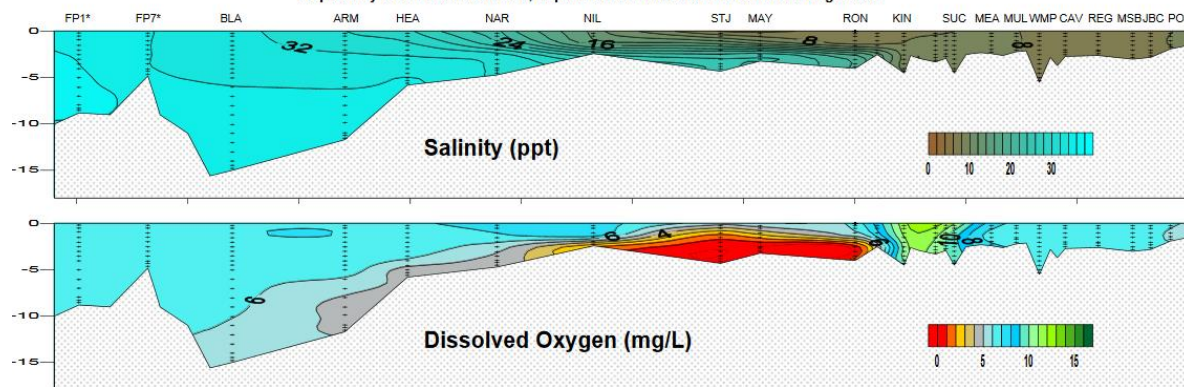 FP1* FP7* BLA ARM HEA NAR NIL STJ MAY RON KIN SUC MEA MUL WMP CAV REG MSB JBC PO
0
-5
-10
-15
32 24 16 8 8
Salinity (ppt)
0 10 20 30
0
-5
-10
-15
6 6 4 6 10 8
Dissolved Oxygen (mg/L)
0 5 10 15